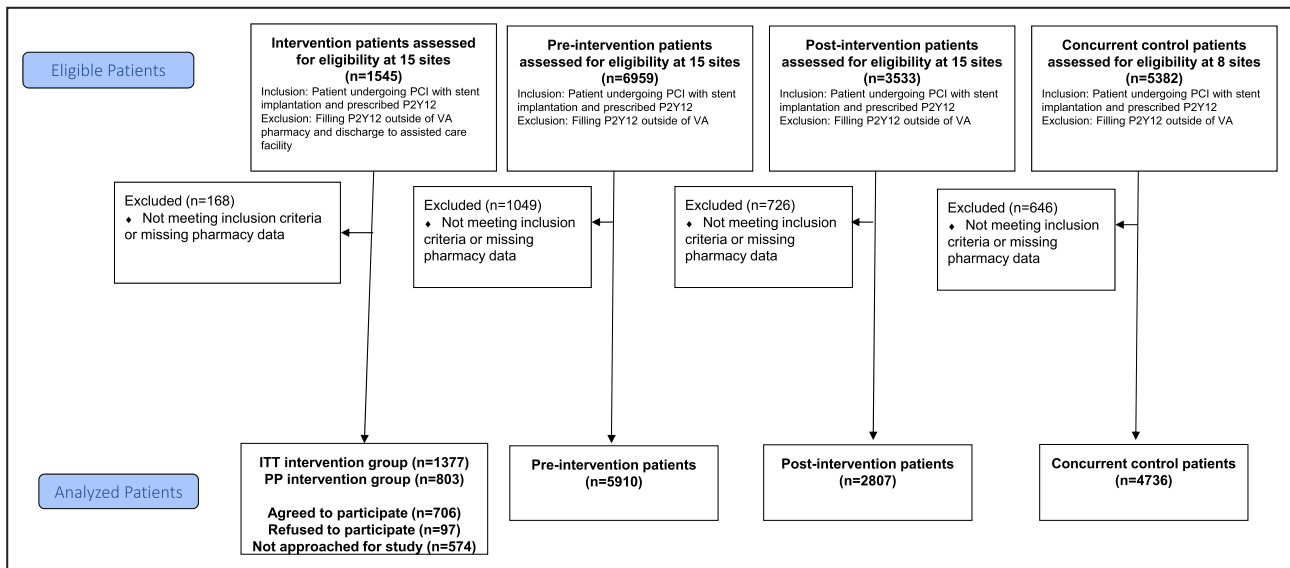 Eligible Patients
Intervention patients assessed
for eligibility at 15 sites
(n=1545)
Inclusion: Patient undergoing PCI with stent
implantation and prescribed P2Y12
Exclusion: Filling P2Y12 outside of VA
pharmacy and discharge to assisted care
facility
Pre-intervention patients
assessed for eligibility at 15 sites
(n=6959)
Inclusion: Patient undergoing PCI with stent
implantation and prescribed P2Y12
Exclusion: Filling P2Y12 outside of VA
Post-intervention patients
assessed for eligibility at 15 sites
(n=3533)
Inclusion: Patient undergoing PCI with stent
implantation and prescribed P2Y12
Exclusion: Filling P2Y12 outside of VA
Concurrent control patients
assessed for eligibility at 8 sites
(n=5382)
Inclusion: Patient undergoing PCI with stent
implantation and prescribed P2Y12
Exclusion: Filling P2Y12 outside of VA
Excluded (n=168)
♦ Not meeting inclusion criteria
or missing pharmacy data
Excluded (n=1049)
♦ Not meeting inclusion
criteria or missing
pharmacy data
Excluded (n=726)
♦ Not meeting inclusion
criteria or missing
pharmacy data
Excluded (n=646)
♦ Not meeting inclusion
criteria or missing
pharmacy data
Analyzed Patients
ITT intervention group (n=1377)
PP intervention group (n=803)
Agreed to participate (n=706)
Refused to participate (n=97)
Not approached for study (n=574)
Pre-intervention patients
(n=5910)
Post-intervention patients
(n=2807)
Concurrent control patients
(n=4736)